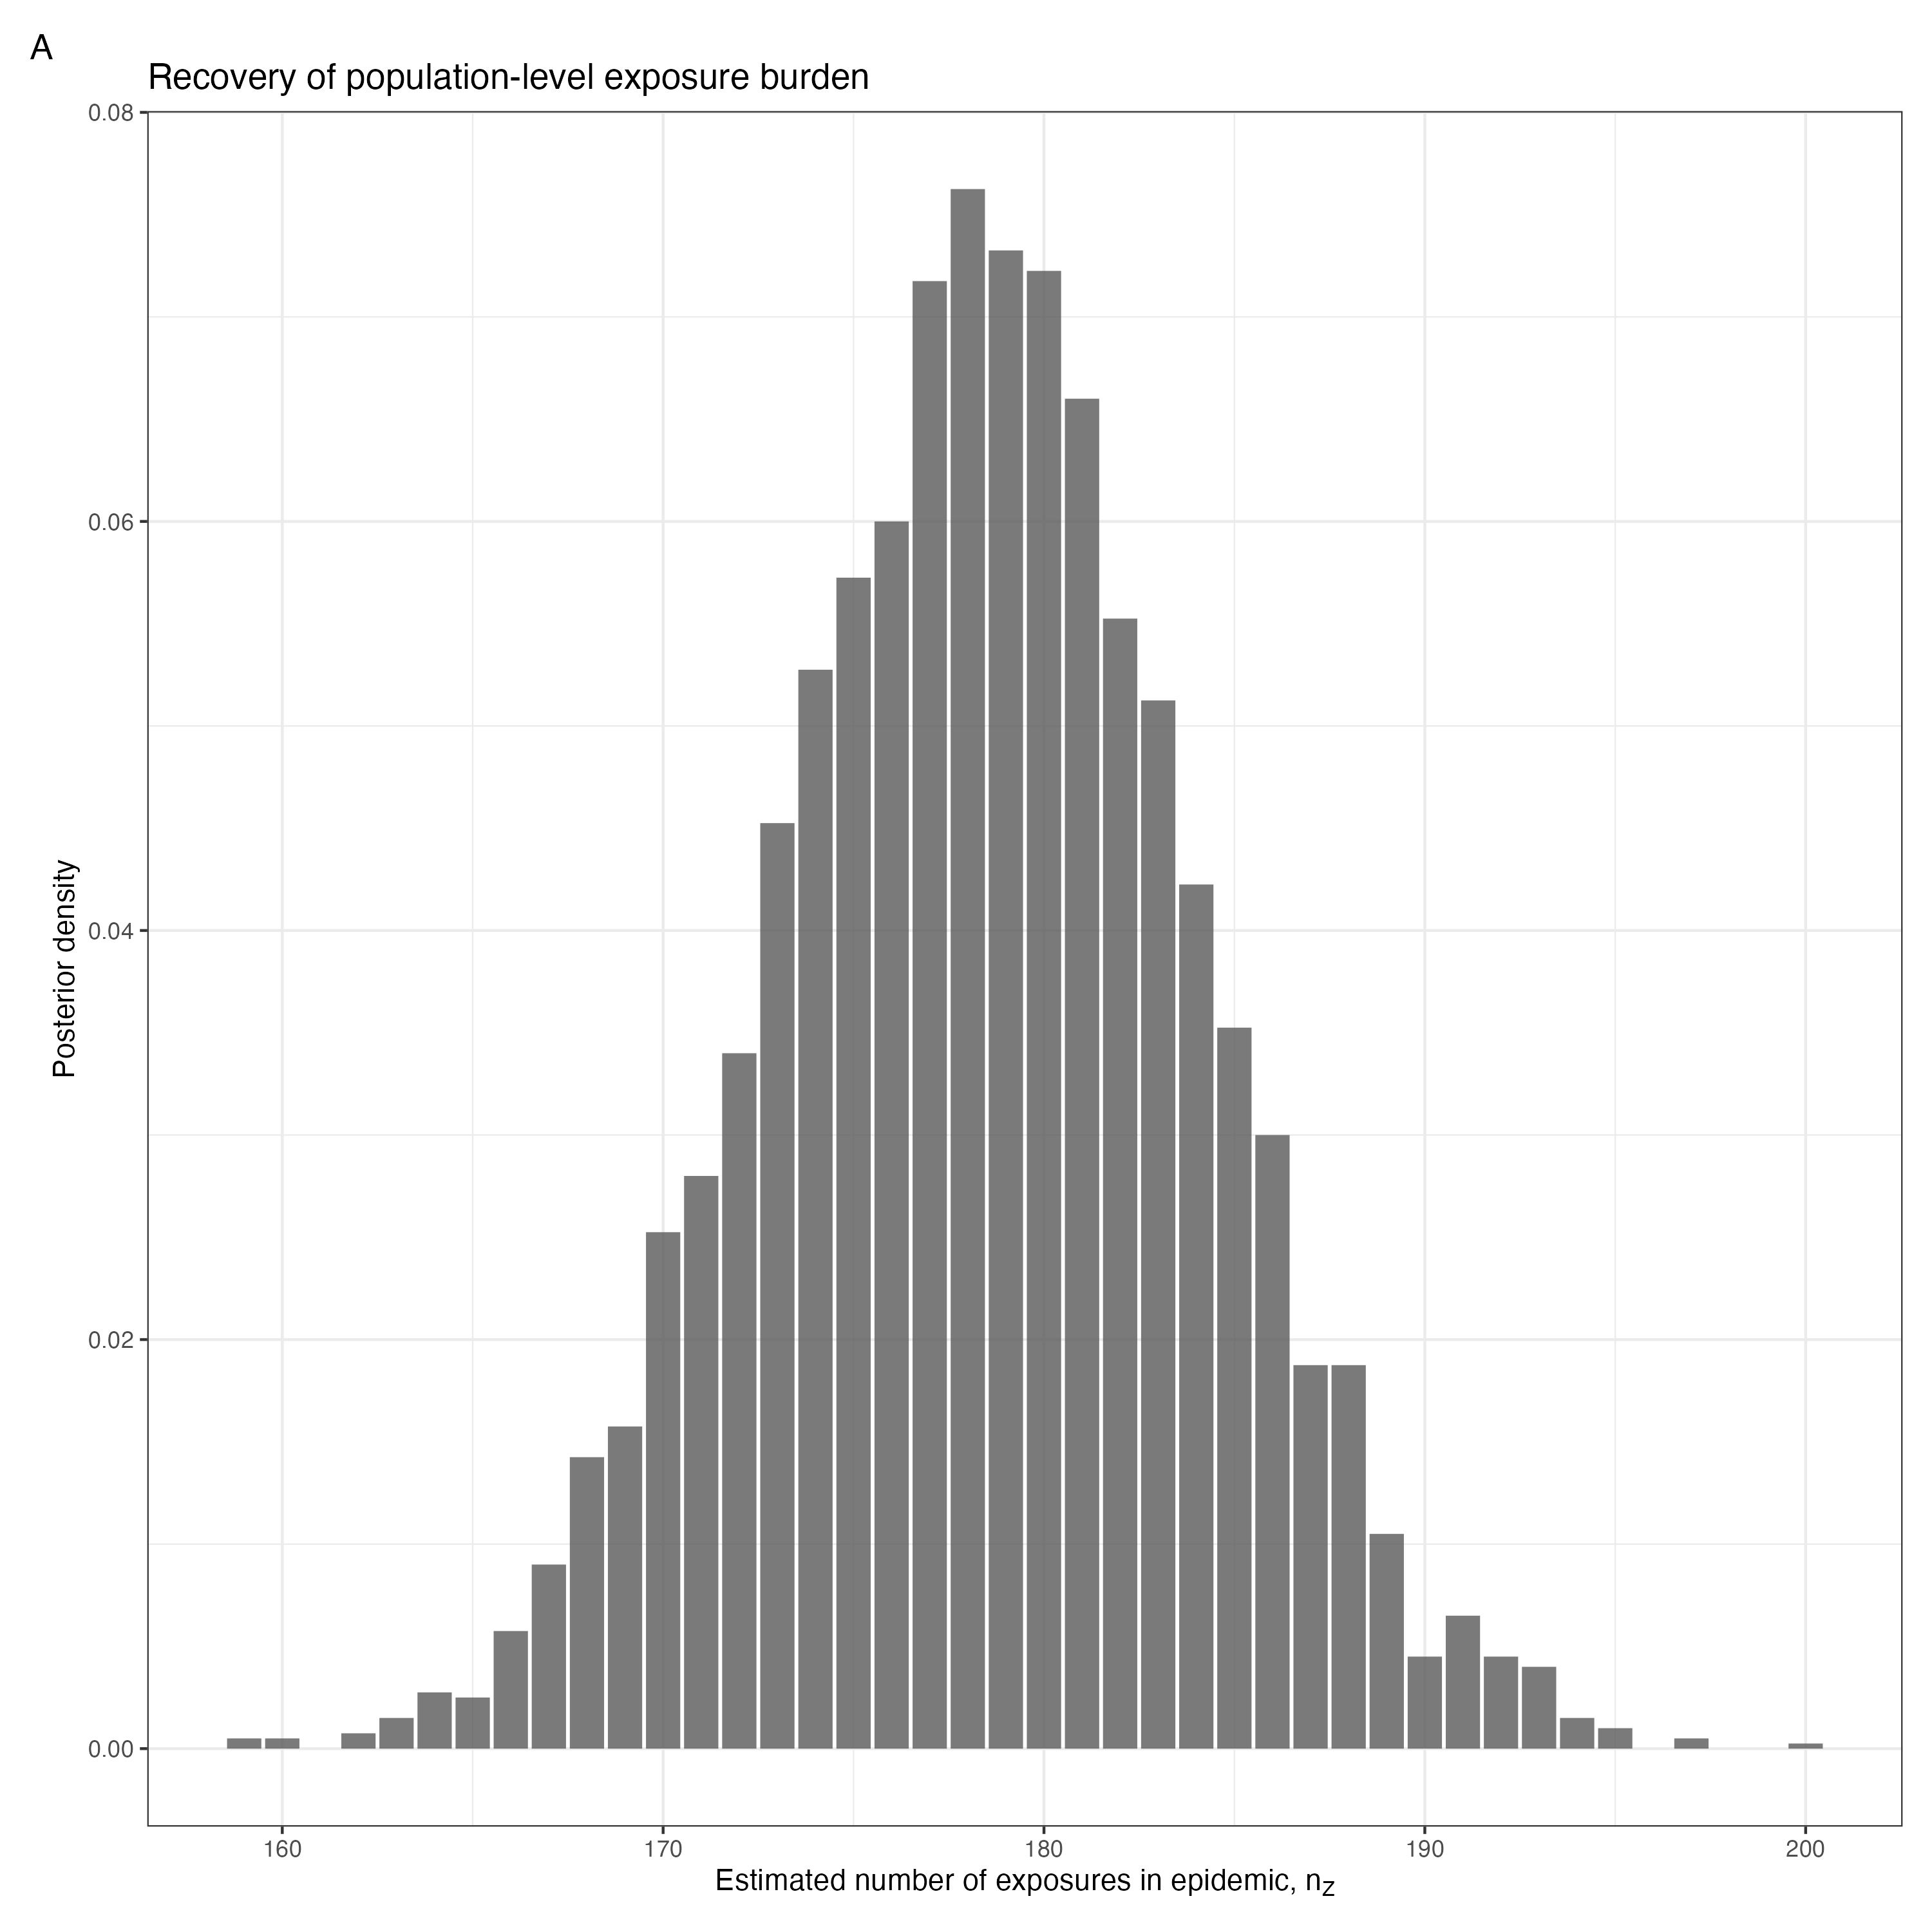 A
Recovery of population-level exposure burden
0.08
0.06
0.04
0.02
0.00
Posterior density
160 170 180 190 200
Estimated number of exposures in epidemic, nZ